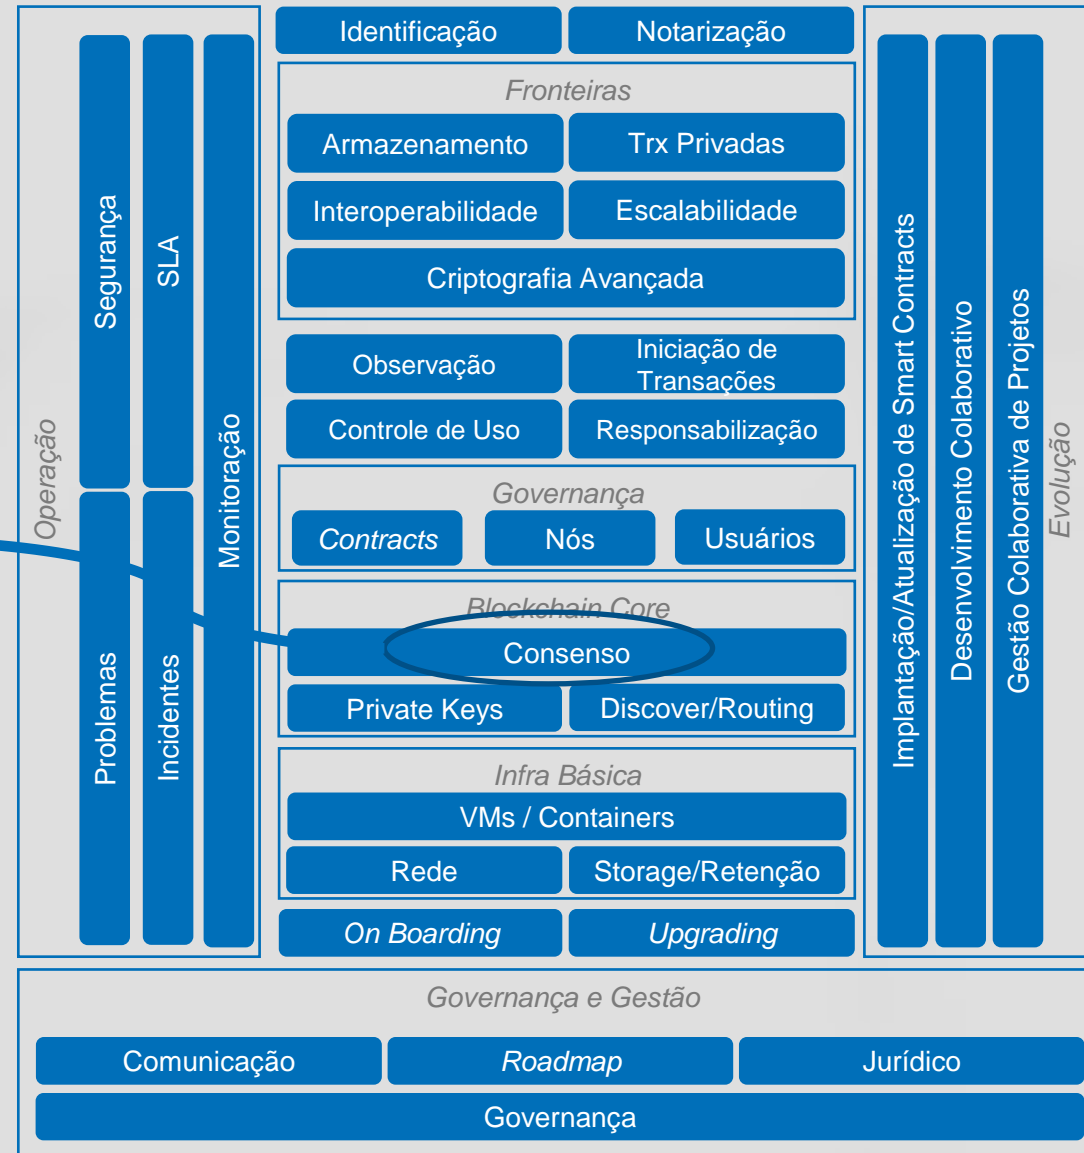 Operação
Segurança
SLA
Monitoração
Problemas
Incidentes
Identificação
Notarização
Fronteiras
Armazenamento
Trx Privadas
Interoperabilidade
Escalabilidade
Criptografia Avançada
Observação
Iniciação de
Transações
Controle de Uso
Responsabilização
Governança
Contracts
Nós
Usuários
Blockchain Core
Consenso
Private Keys
Discover/Routing
Infra Básica
VMs / Containers
Rede
Storage/Retenção
On Boarding
Upgrading
Implantação/Atualização de Smart Contracts
Desenvolvimento Colaborativo
Gestão Colaborativa de Projetos
Evolução
Governança e Gestão
Comunicação
Roadmap
Jurídico
Governança